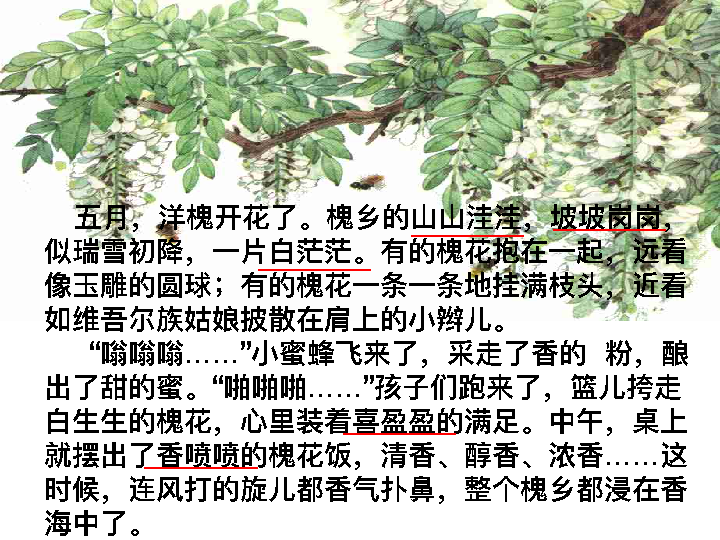 五月，洋槐开花了。槐乡的山山洼洼，坡坡岗岗，
似瑞雪初降，一片白茫茫。有的槐花抱在一起，远看
像玉雕的圆球；有的槐花一条一条地挂满枝头，近看
如维吾尔族姑娘披散在肩上的小辫儿。
“嗡嗡嗡……”小蜜蜂飞来了，采走了香的 粉，酿
出了甜的蜜。“啪啪啪……”孩子们跑来了，篮儿挎走
白生生的槐花，心里装着喜盈盈的满足。中午，桌上
就摆出了香喷喷的槐花饭，清香、醇香、浓香……这
时候，连风打的旋儿都香气扑鼻，整个槐乡都浸在香
海中了。